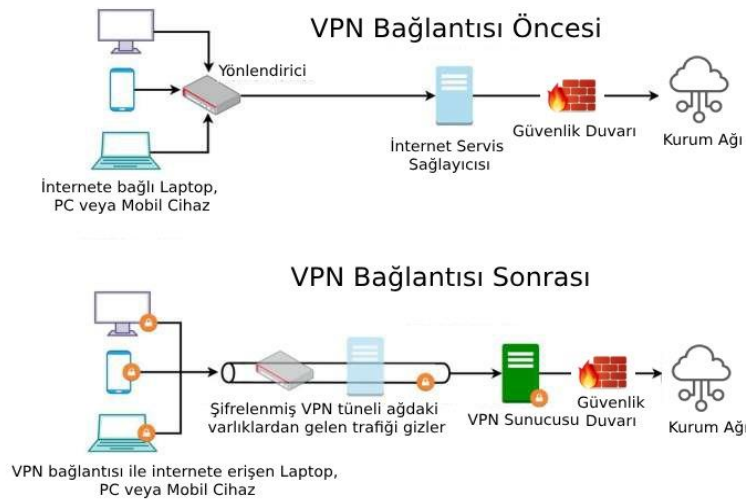 VPN Bağlantısı Öncesi
Yönlendirici
İnternet Servis
Sağlayıcısı
Güvenlik Duvarı
Kurum Ağı
İnternete bağlı Laptop,
PC veya Mobil Cihaz
VPN Bağlantısı Sonrası
Şifrelenmiş VPN tüneli ağdaki
varlıklardan gelen trafiği gizler
VPN Sunucusu
Güvenlik
Duvarı
Kurum Ağı
VPN bağlantısı ile internete erişen Laptop,
PC veya Mobil Cihaz